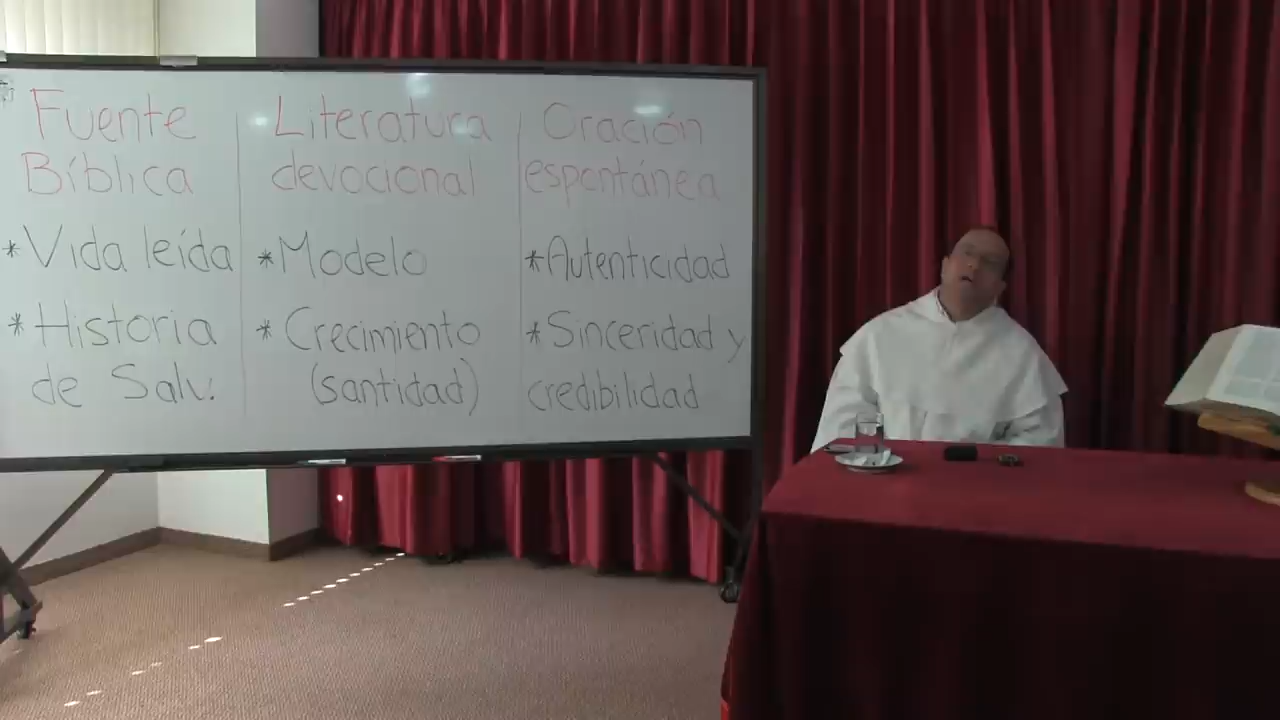 Fuente
Bíblica
*Vida leída
*Historia
de Salv.
Literatura
devocional
*Modelo
*Crecimiento
(santidad)
Oración
espontánea
*Autenticidad
*Sinceridad y
credibilidad